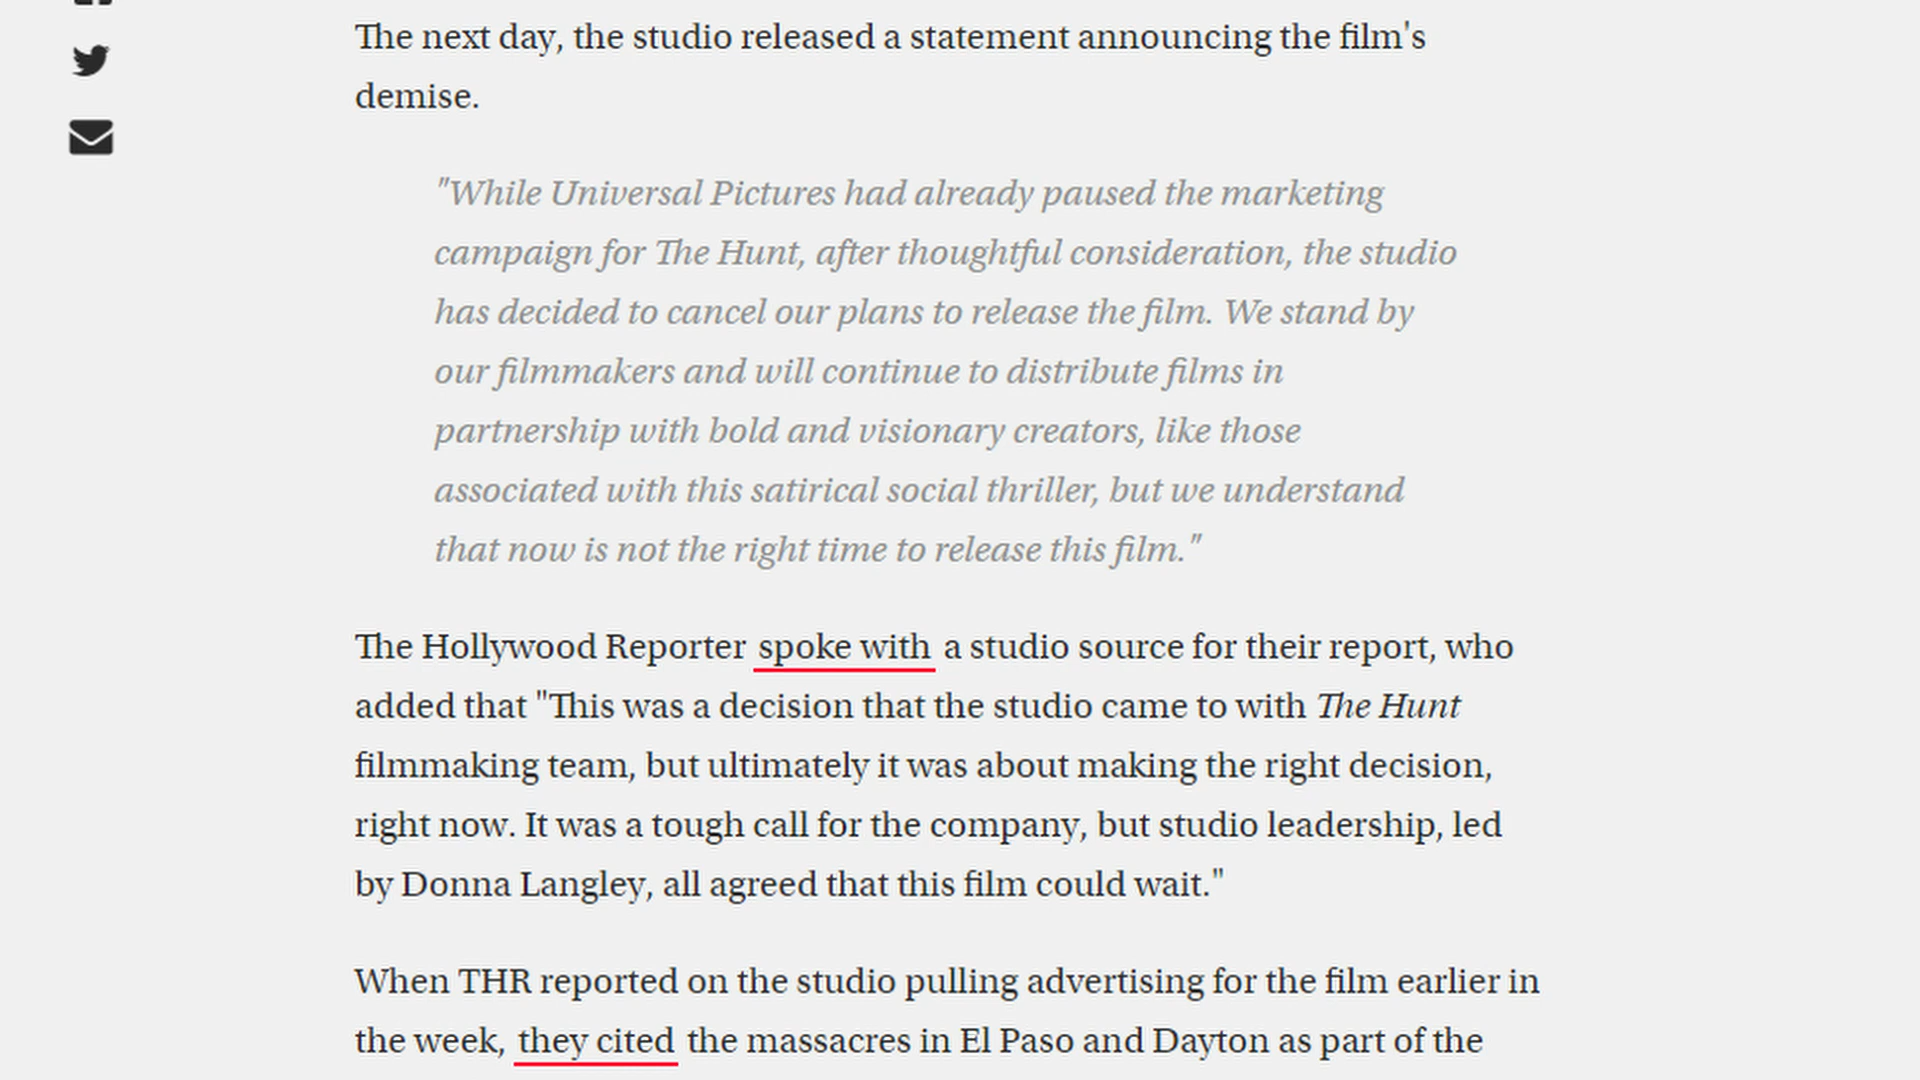 The next day, the studio released a statement announcing the film's
demise.
"While Universal Pictures had already paused the marketing
campaign for The Hunt, after thoughtful consideration, the studio
has decided to cancel our plans to release the film. We stand by
our filmmakers and will continue to distribute films in
partnership with bold and visionary creators, like those
associated with this satirical social thriller, but we understand
that now is not the right time to release this film."
The Hollywood Reporter spoke with a studio source for their report, who
added that "This was a decision that the studio came to with The Hunt
filmmaking team, but ultimately it was about making the right decision,
right now. It was a tough call for the company, but studio leadership, led
by Donna Langley, all agreed that this film could wait."
When THR reported on the studio pulling advertising for the film earlier in
the week, they cited the massacres in El Paso and Dayton as part of the